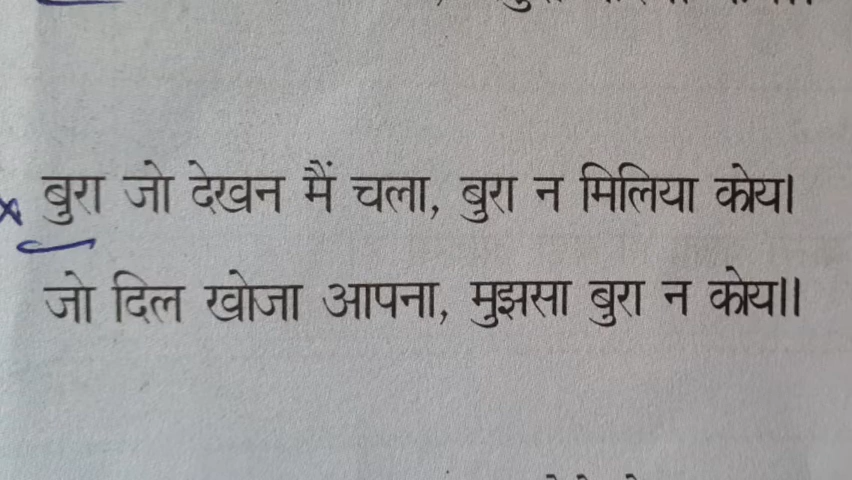 बुरा जो देखन मैं चला, बुरा न मिलिया कोय।
जो दिल खोजा आपना, मुझसा बुरा न कोय।।